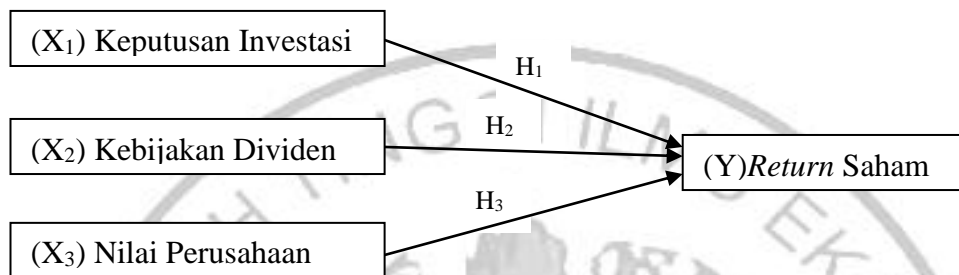 (X₁) Keputusan Investasi
H₁
(X₂) Kebijakan Dividen
H₂
(Y)Return Saham
H₃
(X₃) Nilai Perusahaan